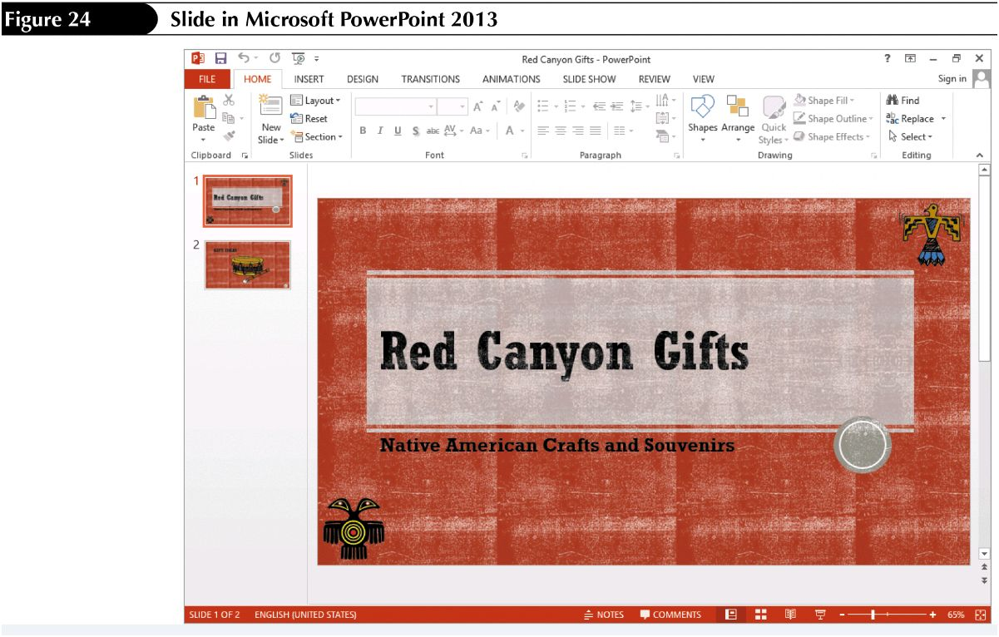 Figure 24 Slide in Microsoft PowerPoint 2013
Red Canyon Gifts - PowerPoint
?
FILE HOME INSERT DESIGN TRANSITIONS ANIMATIONS SLIDE SHOW REVIEW VIEW Sign in
Paste
Clipboard
New
Slide
Layout
Reset
Section
Slides
B I U S abc AV Aa A
Font
Paragraph
Shapes Arrange Quick
Styles
Shape Fill
Shape Outline
Shape Effects
Drawing
Find
Replace
Select
Editing
1
Red Canyon Gifts
2
GIFT IDEAS
Red Canyon Gifts
Native American Crafts and Souvenirs
SLIDE 1 OF 2 ENGLISH (UNITED STATES) NOTES COMMENTS 65%